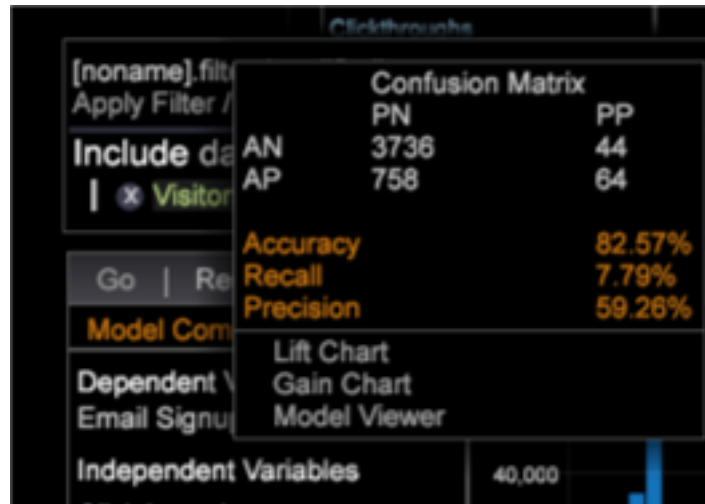 Clickthroughs
[noname].filte
Apply Filter /
Include da
x Visitor
Confusion Matrix
PN PP
AN 3736 44
AP 758 64
Accuracy 82.57%
Recall 7.79%
Precision 59.26%
Lift Chart
Gain Chart
Model Viewer
Go | Re
Model Com
Dependent V
Email Signu
Independent Variables
40,000